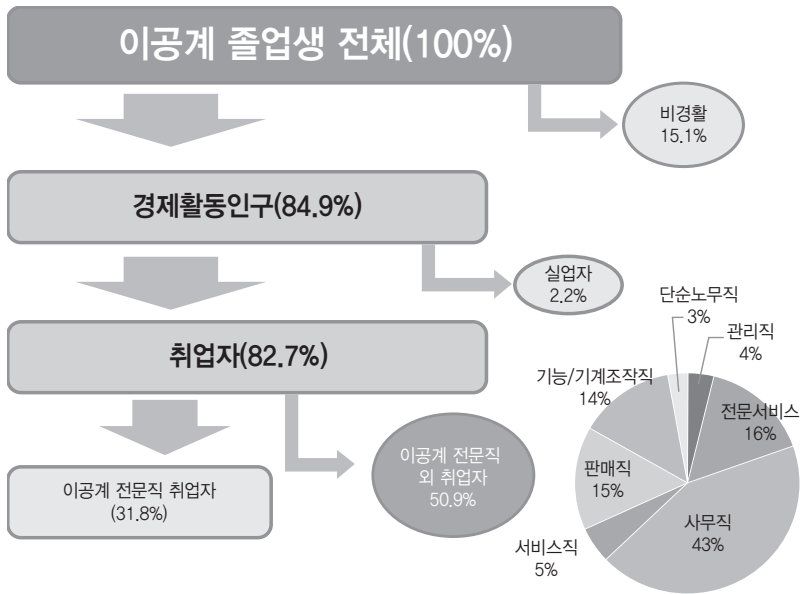 이공계 졸업생 전체(100%)
비경활
15.1%
경제활동인구(84.9%)
실업자
2.2%
취업자(82.7%)
이공계 전문직 취업자
(31.8%)
이공계 전문직
외 취업자
50.9%
단순노무직
3%
관리직
4%
기능/기계조작직
14%
전문서비스
16%
판매직
15%
사무직
43%
서비스직
5%